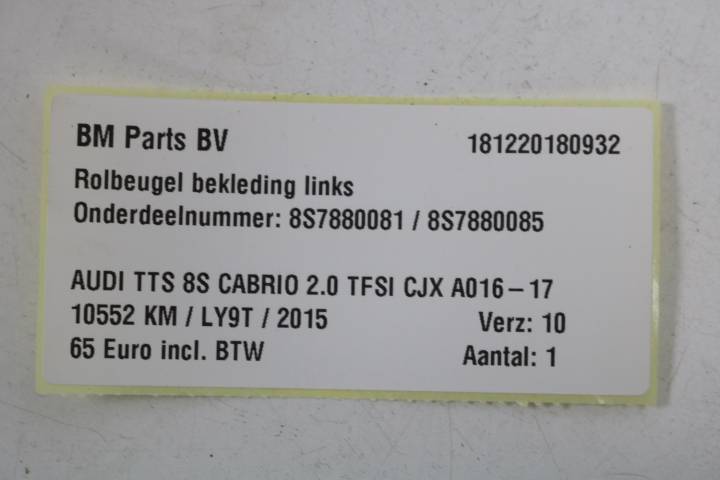 BM Parts BV 181220180932
Rolbeugel bekleding links
Onderdeelnummer: 8S7880081 / 8S7880085
AUDI TTS 8S CABRIO 2.0 TFSI CJX A016-17
10552 KM / LY9T / 2015 Verz: 10
65 Euro incl. BTW Aantal: 1